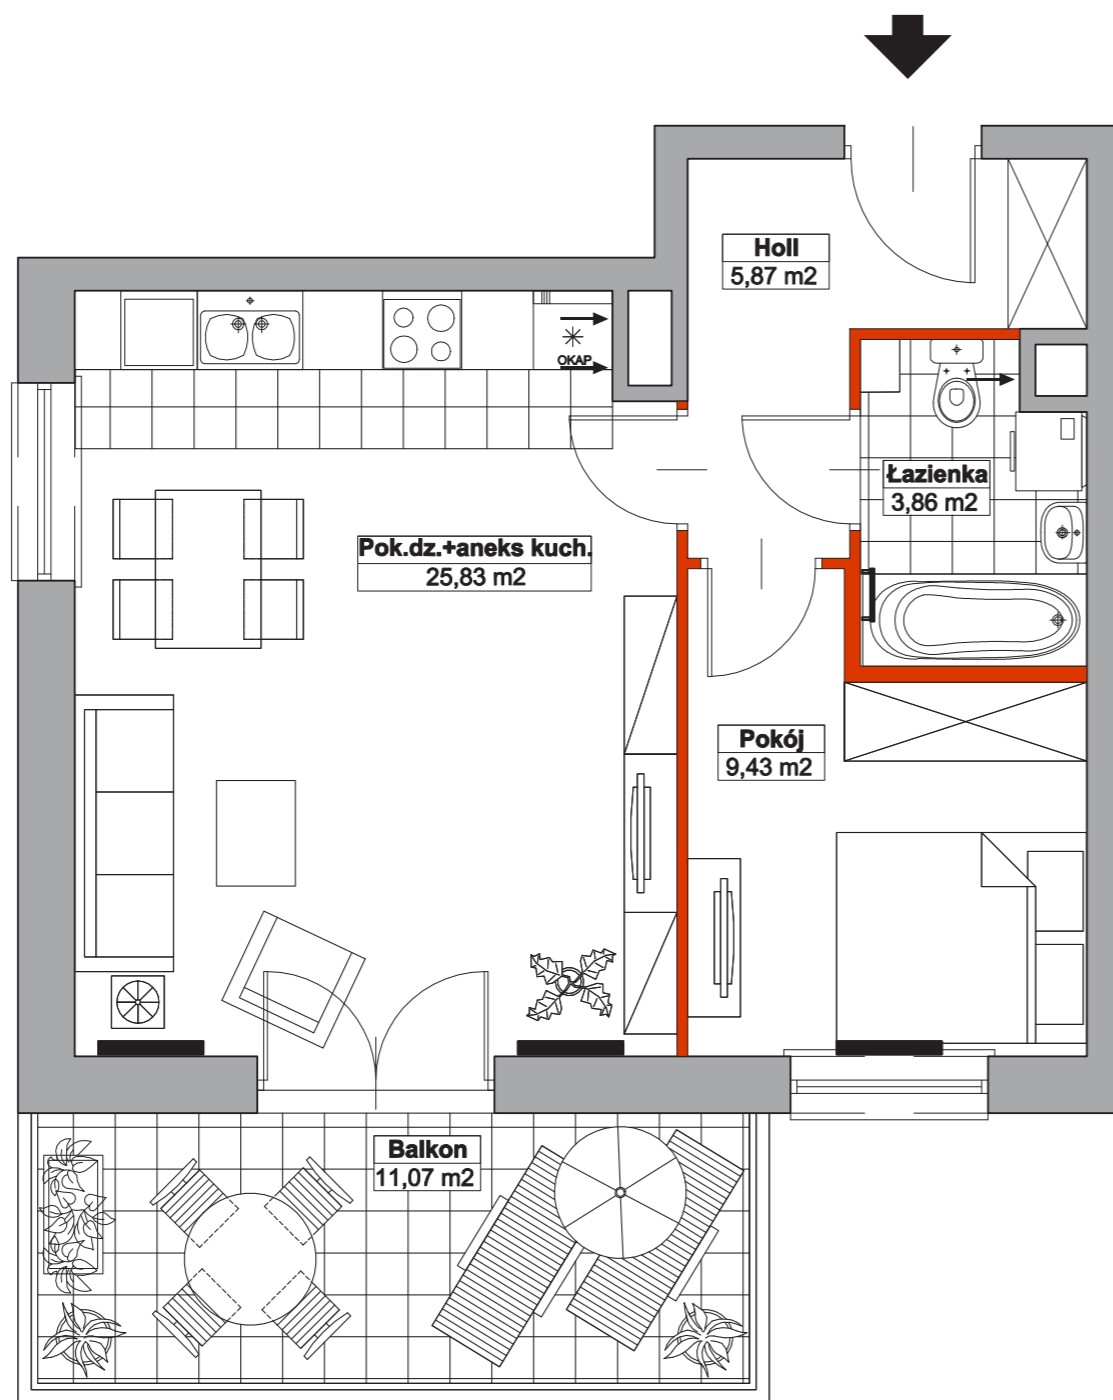 Holl
5,87 m2
OKAP
Łazienka
3,86 m2
Pok.dz.+aneks kuch.
25,83 m2
Pokój
9,43 m2
Balkon
11,07 m2